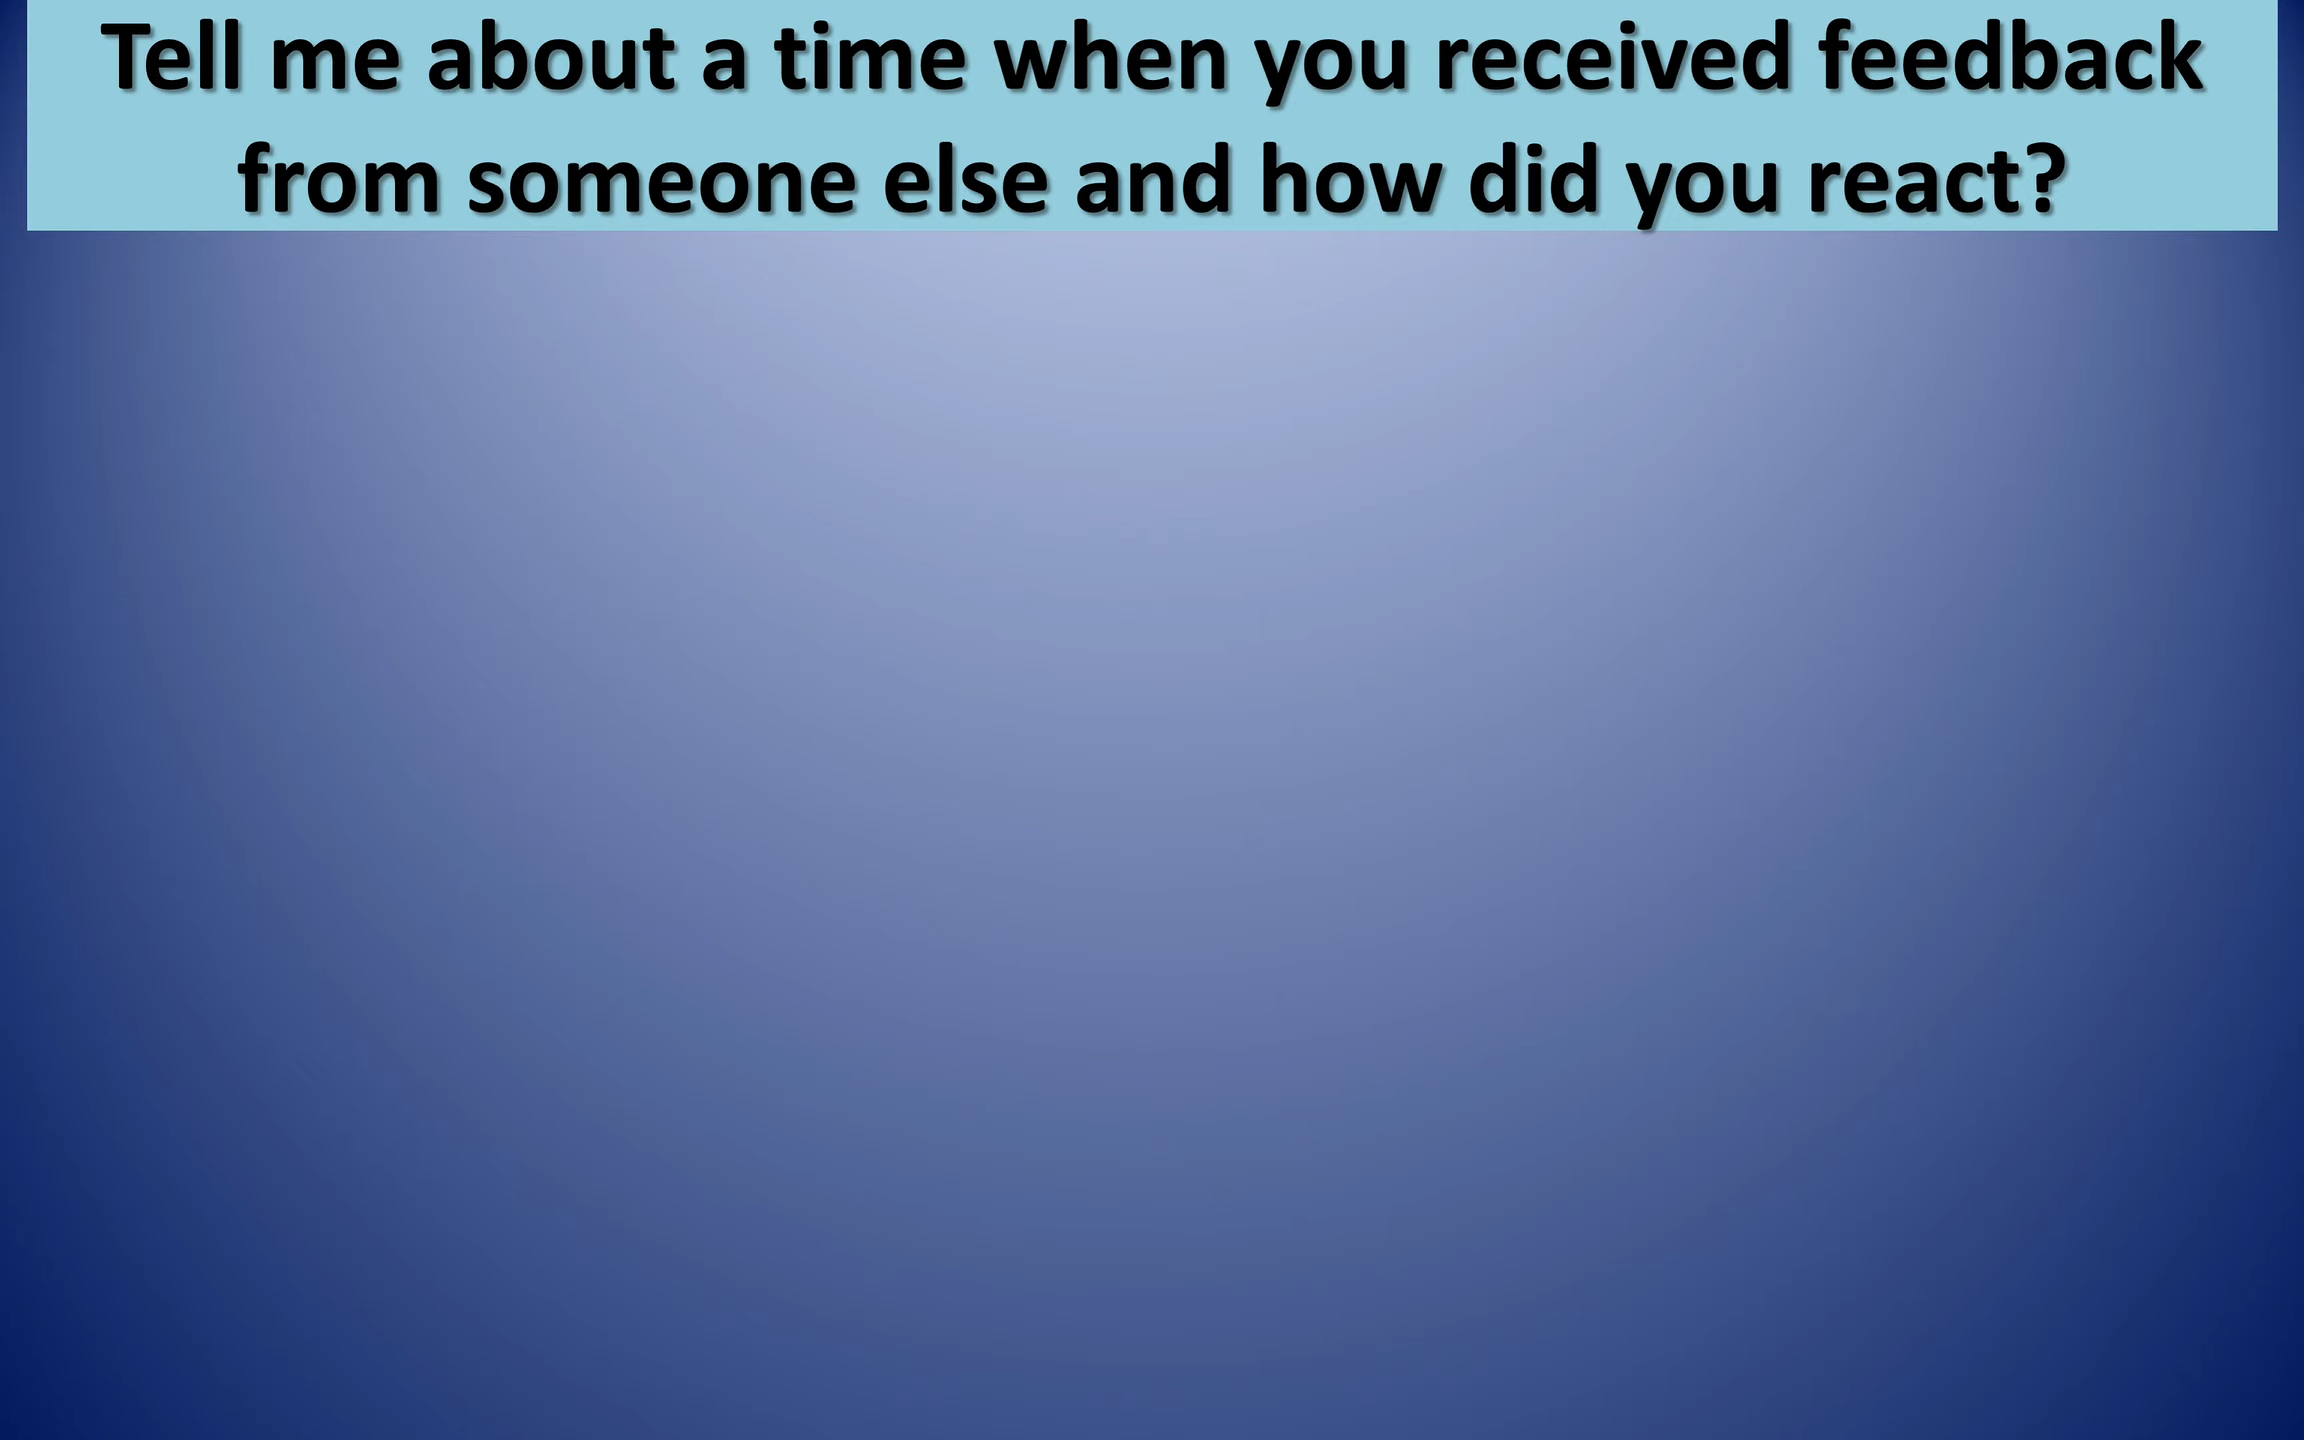 Tell me about a time when you received feedback
from someone else and how did you react?